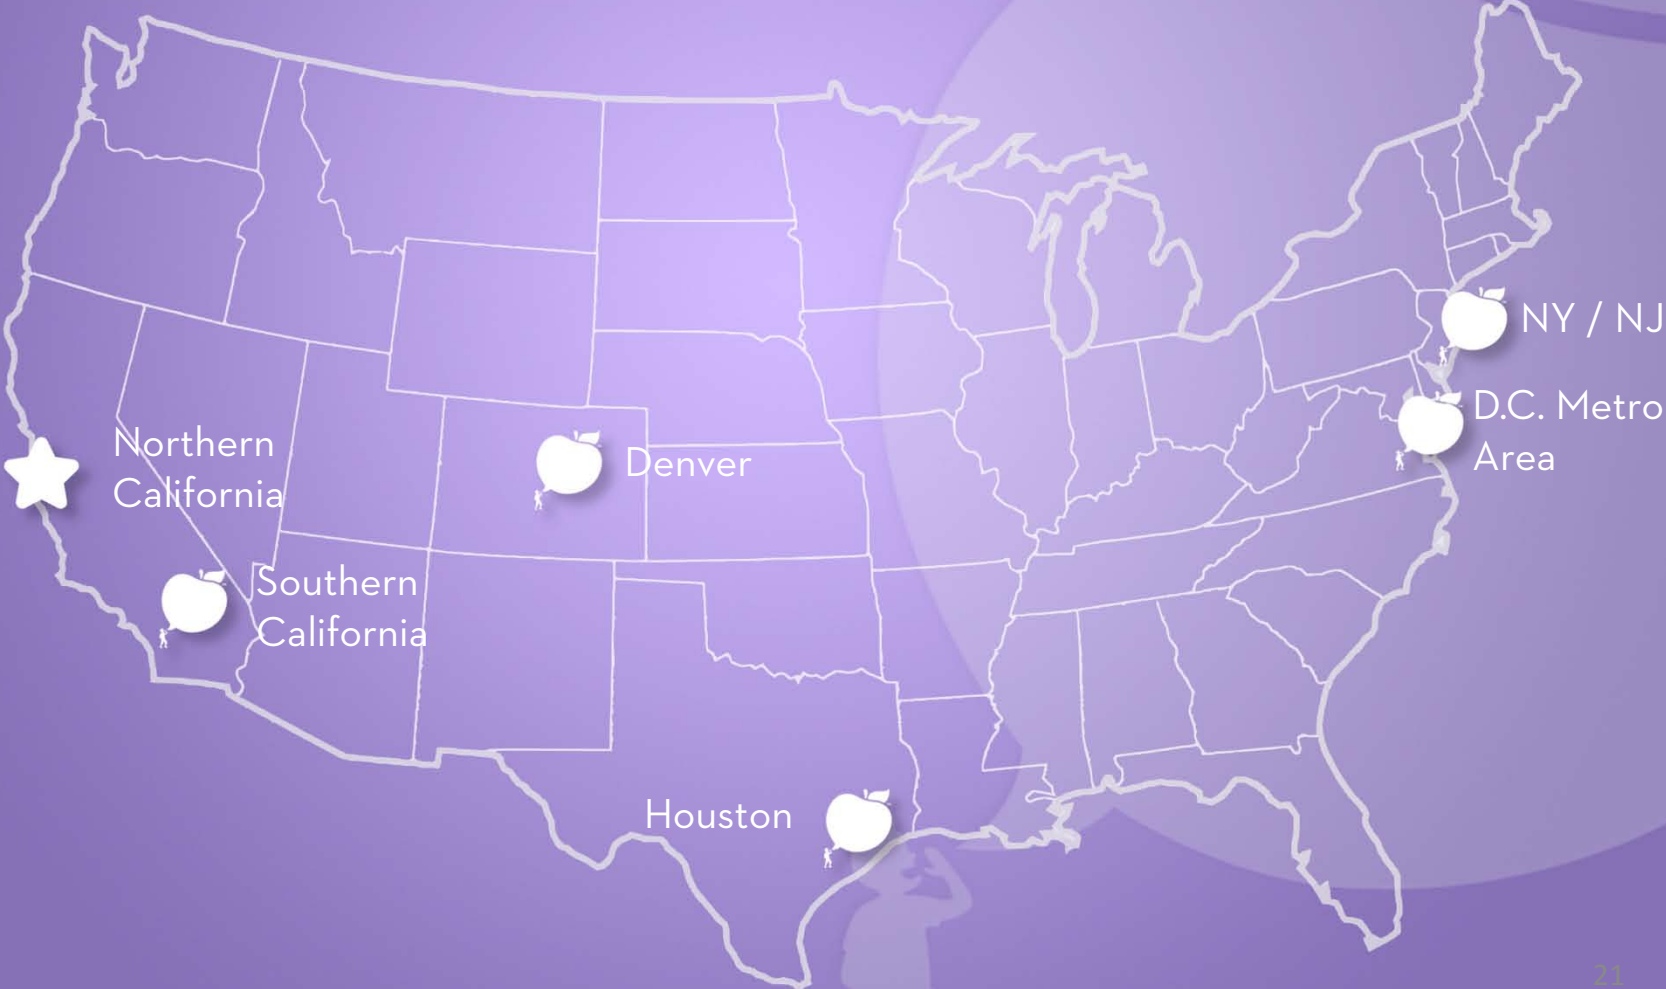 NY / NJ
D.C. Metro
Area
Northern
California
Denver
Southern
California
Houston
21